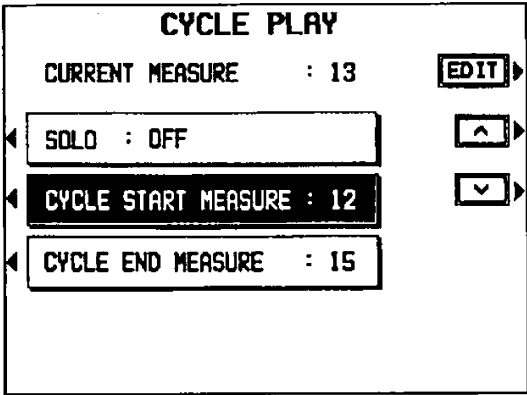 CYCLE PLAY
CURRENT MEASURE : 13 EDIT
SOLO : OFF
CYCLE START MEASURE : 12
CYCLE END MEASURE : 15